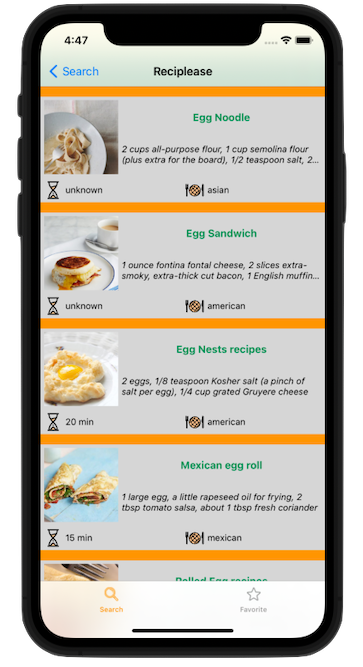 4:47
Search
Reciplease
Egg Noodle
2 cups all-purpose flour, 1 cup semolina flour
(plus extra for the board), 1/2 teaspoon salt, 2...
unknown
asian
Egg Sandwich
1 ounce fontina fontal cheese, 2 slices extra-
smoky, extra-thick cut bacon, 1 English muffin...
unknown
american
Egg Nests recipes
2 eggs, 1/8 teaspoon Kosher salt (a pinch of
salt per egg), 1/4 cup grated Gruyere cheese
20 min
american
Mexican egg roll
1 large egg, a little rapeseed oil for frying, 2
tbsp tomato salsa, about 1 tbsp fresh coriander
15 min
mexican
Rolled Egg recipes
Search
Favorite